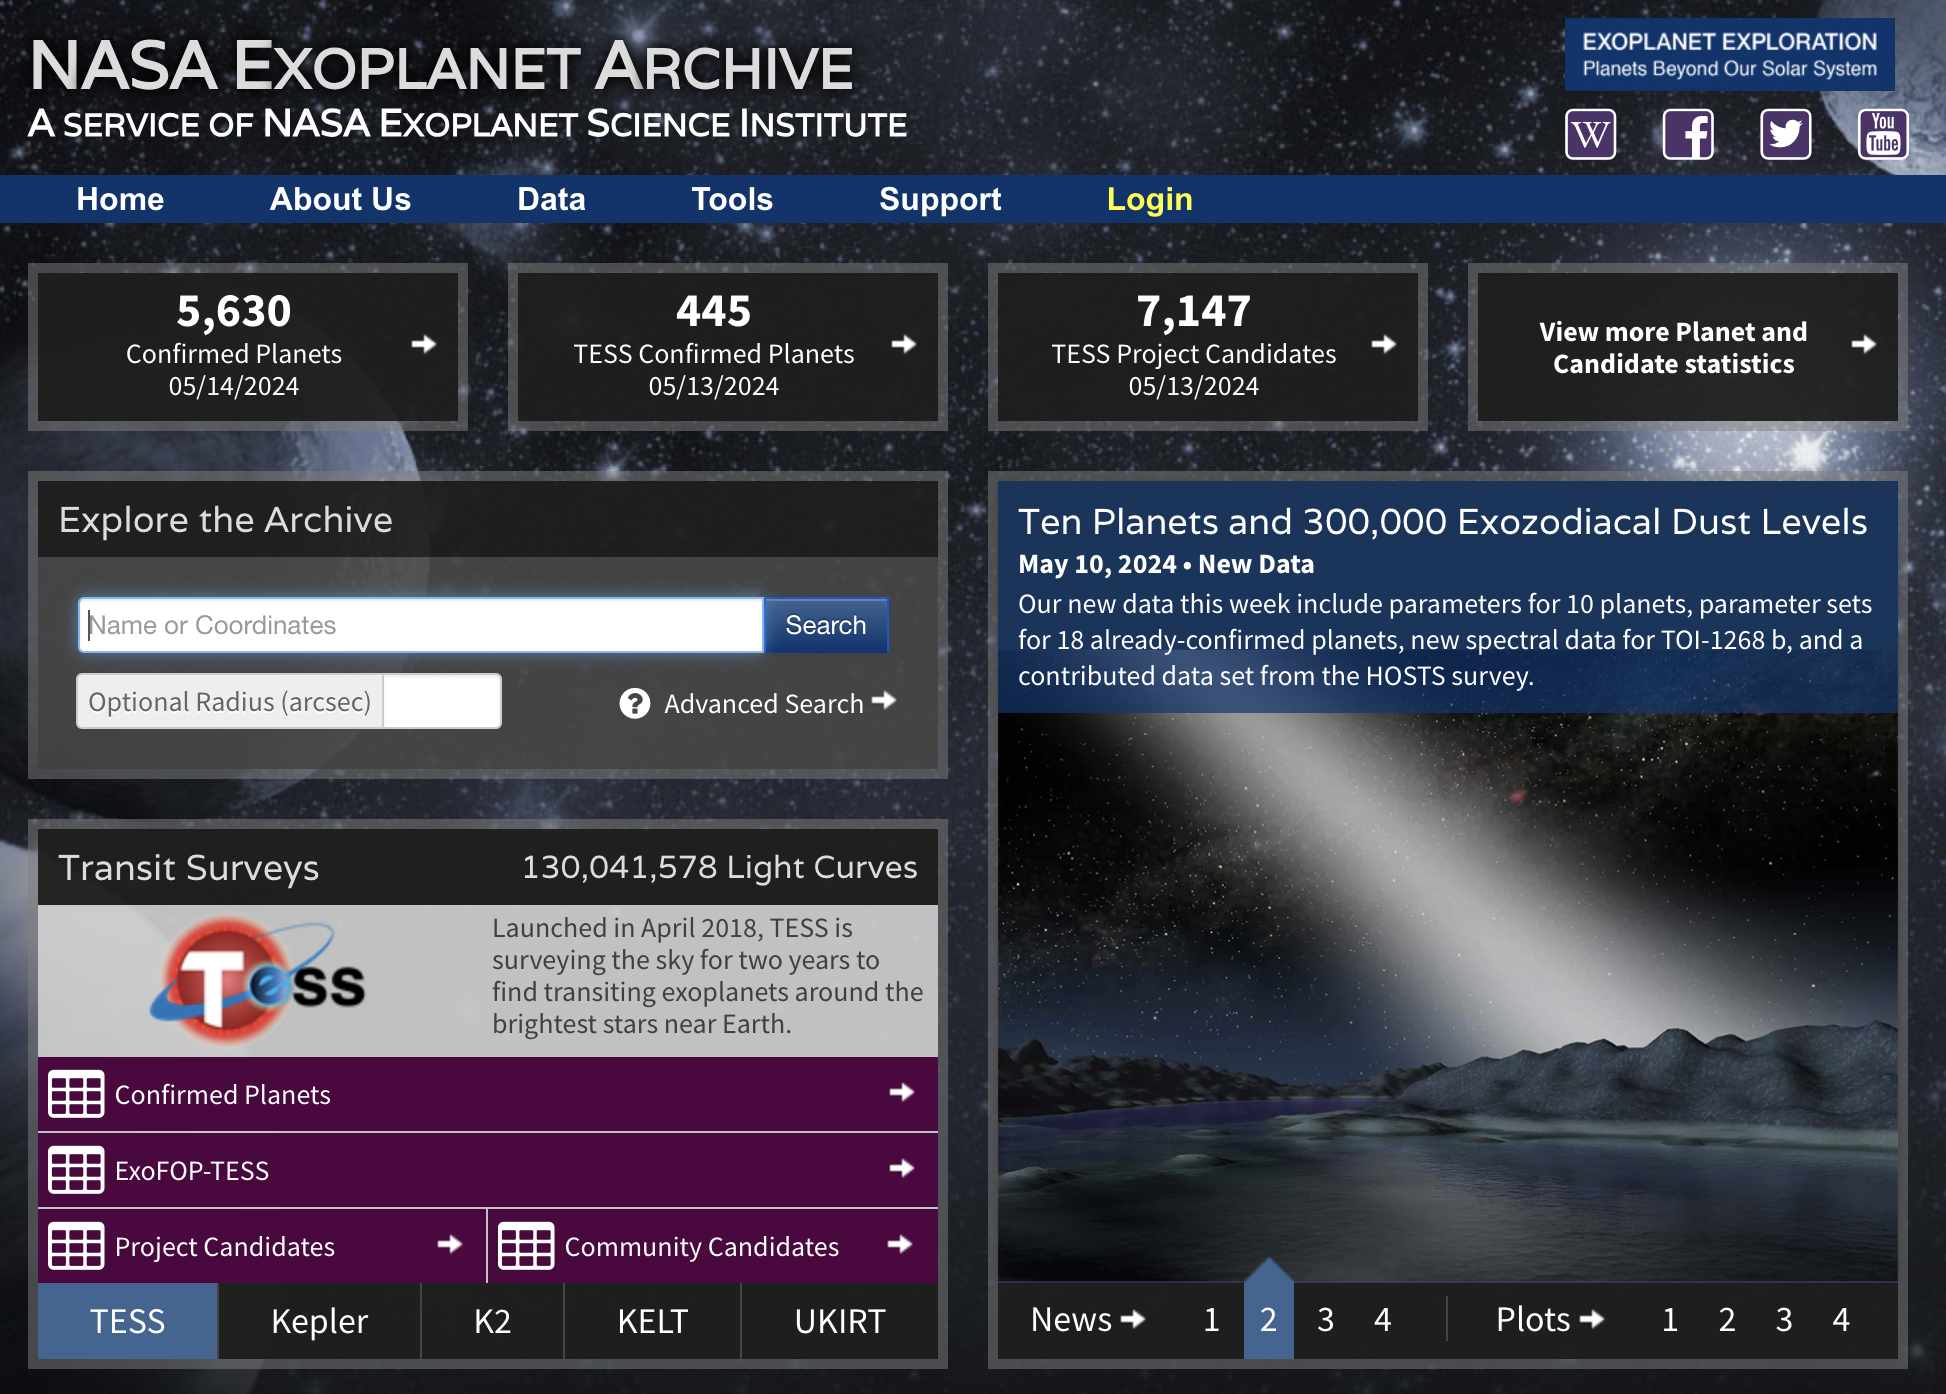 NASA EXOPLANET ARCHIVE
A SERVICE OF NASA EXOPLANET SCIENCE INSTITUTE
EXOPLANET EXPLORATION
Planets Beyond Our Solar System
W
f
You
Tube
Home About Us Data Tools Support Login
5,630
Confirmed Planets
05/14/2024
445
TESS Confirmed Planets
05/13/2024
7,147
TESS Project Candidates
05/13/2024
View more Planet and
Candidate statistics
Explore the Archive
Name or Coordinates
Search
Optional Radius (arcsec)
? Advanced Search
Transit Surveys 130,041,578 Light Curves
Tess
Launched in April 2018, TESS is
surveying the sky for two years to
find transiting exoplanets around the
brightest stars near Earth.
Confirmed Planets
ExoFOP-TESS
Project Candidates Community Candidates
TESS Kepler K2 KELT UKIRT
Ten Planets and 300,000 Exozodiacal Dust Levels
May 10, 2024 • New Data
Our new data this week include parameters for 10 planets, parameter sets
for 18 already-confirmed planets, new spectral data for TOI-1268 b, and a
contributed data set from the HOSTS survey.
News 1 2 3 4 Plots 1 2 3 4